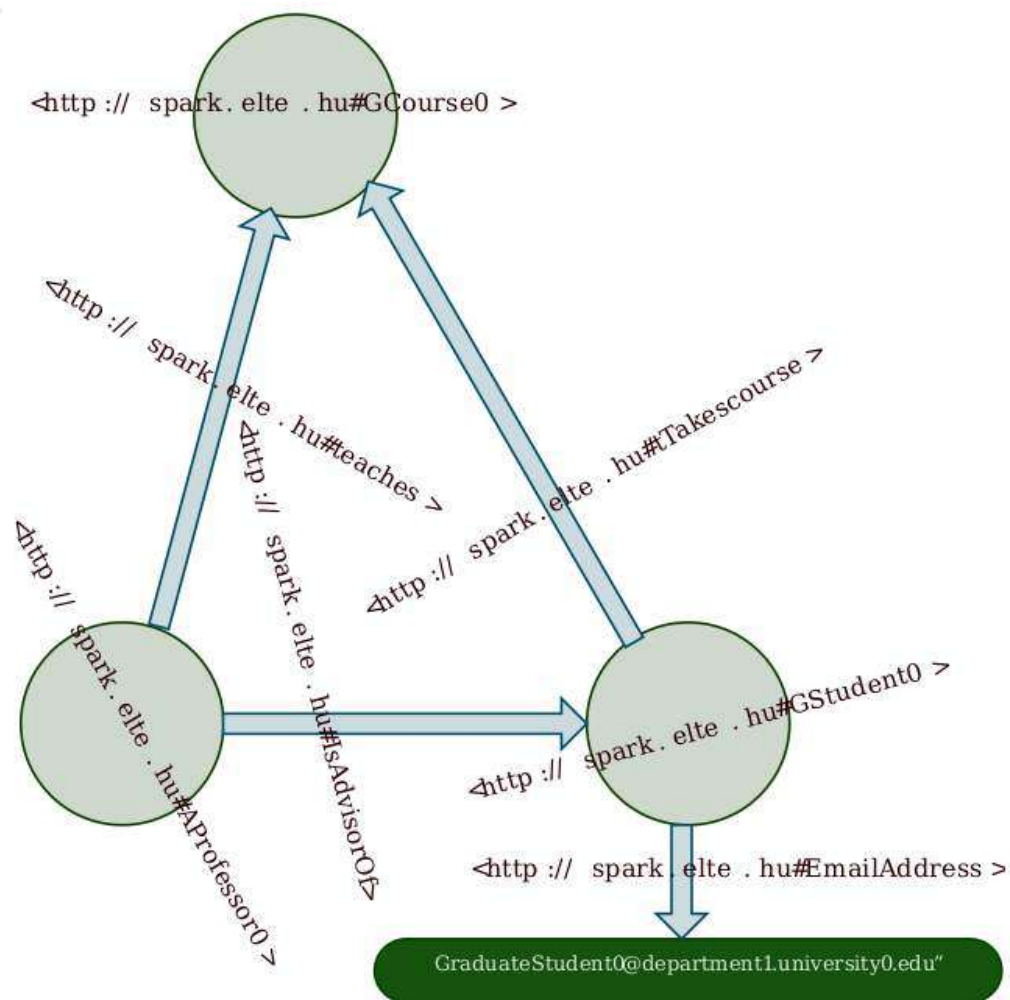 <http :// spark. elte . hu#GCourse0 >
<http :// spark. elte . hu#teaches >
<http :// spark. elte . hu#tTakescourse >
<http :// spark. elte . hu#IsAdvisorOf>
<http :// spark. elte . hu#AProfessor0 >
<http :// spark. elte . hu#GStudent0 >
<http :// spark. elte . hu#EmailAddress >
GraduateStudent0@department1.university0.edu”